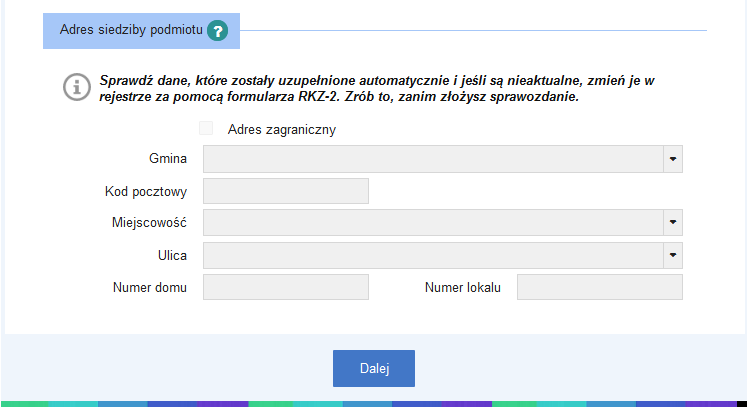 Adres siedziby podmiotu ?
Sprawdź dane, które zostały uzupełnione automatycznie i jeśli są nieaktualne, zmień je w
rejestrze za pomocą formularza RKZ-2. Zrób to, zanim złożysz sprawozdanie.
Adres zagraniczny
Gmina
Kod pocztowy
Miejscowość
Ulica
Numer domu Numer lokalu
Dalej